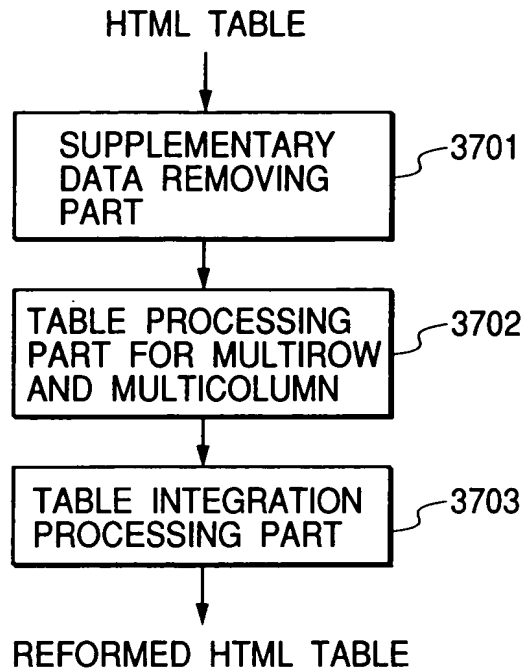 HTML TABLE
SUPPLEMENTARY
DATA REMOVING
PART
3701
TABLE PROCESSING
PART FOR MULTIROW
AND MULTICOLUMN
3702
TABLE INTEGRATION
PROCESSING PART
3703
REFORMED HTML TABLE